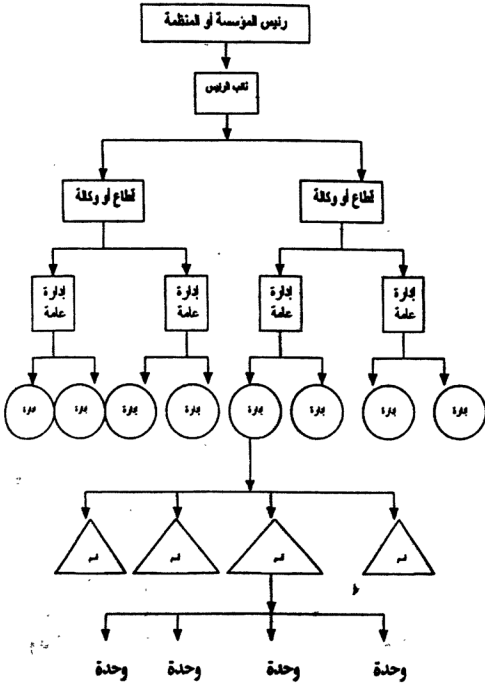 رئيس المؤسسة أو المنظمة
نائب الرئيس
قطاع أو وكالة
قطاع أو وكالة
إدارة
عامة
إدارة
عامة
إدارة
عامة
إدارة
عامة
إدارة
إدارة
إدارة
إدارة
إدارة
إدارة
إدارة
إدارة
قسم
قسم
قسم
قسم
وحدة
وحدة
وحدة
وحدة